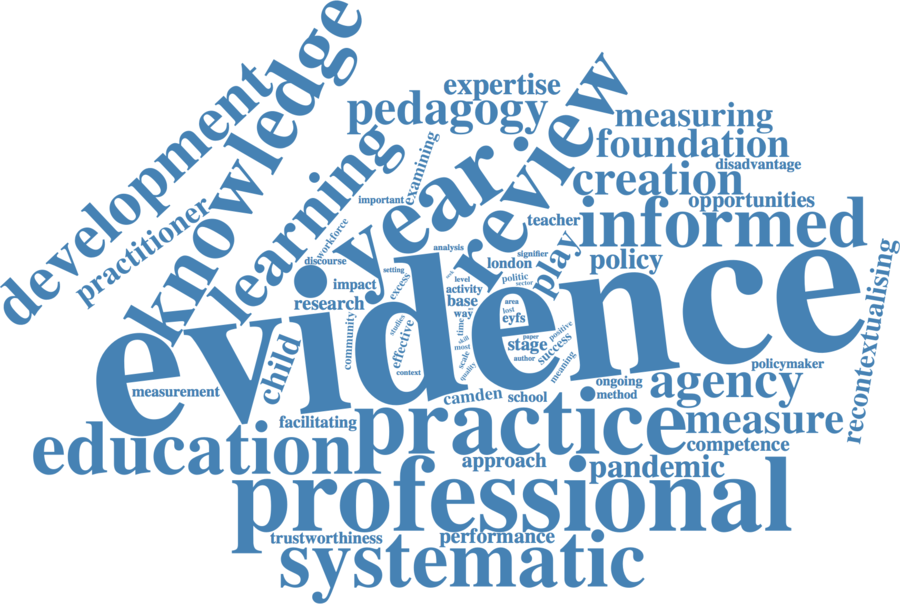 knowledge
development
expertise
pedagogy
review
measuring
foundation
disadvantage
learning
examining
year
creation
opportunities
important
practitioner
workforce
teacher
informed
play
policy
discourse
analysis
signifier
london
setting
level
politic
sector
impact
excess
activity
research
base
area
way
lost
eyfs
evidence
recontextualising
community
studies
effective
time
skill
most
scale
quality
paper
positive
stage
success
author
meaning
context
child
measurement
policymaker
ongoing
method
agency
camden
school
facilitating
practice
measure
education
competence
approach
pandemic
professional
trustworthiness
performance
systematic